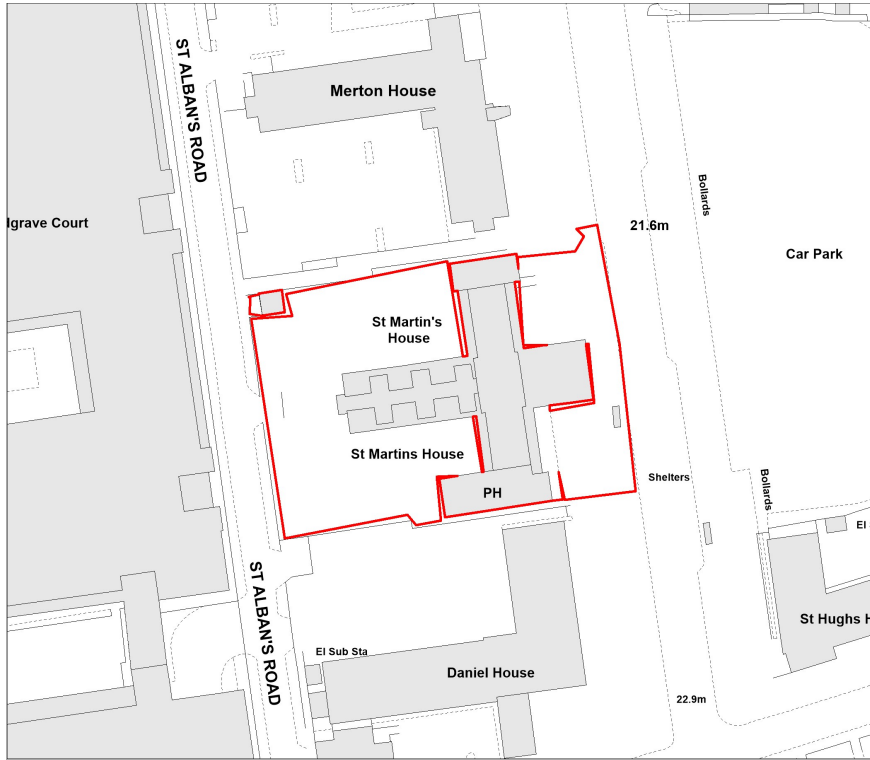 ST ALBAN'S ROAD
Merton House
Bollards
lgrave Court
21.6m
Car Park
St Martin's
House
St Martins House
Shelters
Bollards
PH
El
St Hughs H
ST ALBAN'S ROAD
El Sub Sta
Daniel House
22.9m